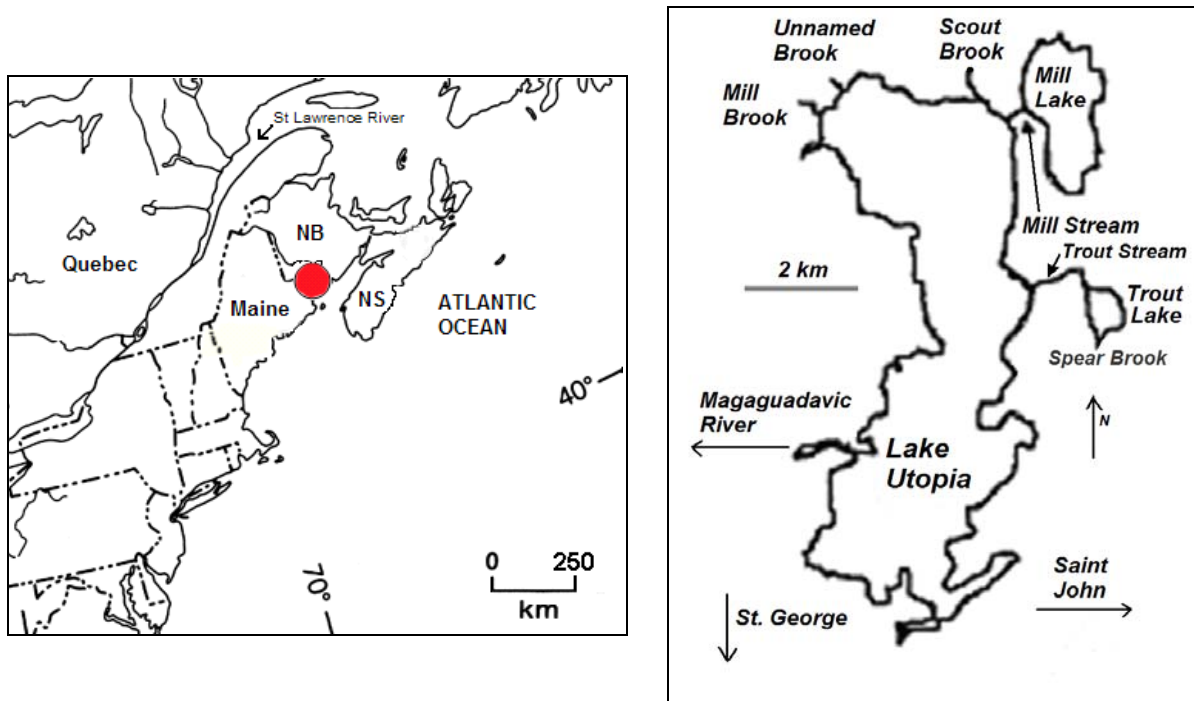 St Lawrence River
NB
Quebec
NS
Maine
ATLANTIC
OCEAN
40°
70°
0 250
km
Unnamed
Brook
Scout
Brook
Mill
Lake
Mill
Brook
Mill Stream
Trout Stream
2 km
Trout
Lake
Spear Brook
N
Magaguadavic
River
Lake
Utopia
Saint
John
St. George